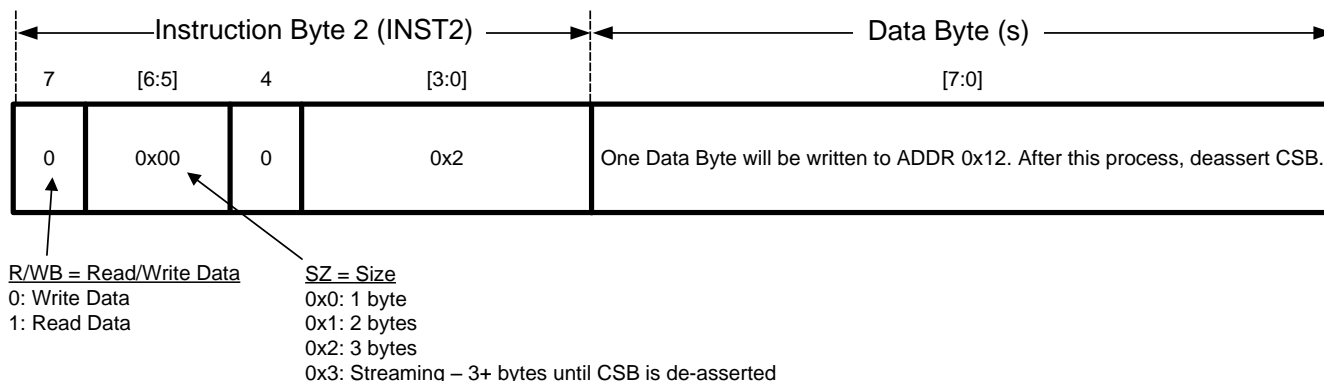 Instruction Byte 2 (INST2)
Data Byte (s)
7
[6:5]
4
[3:0]
[7:0]
0
0x00
0
0x2
One Data Byte will be written to ADDR 0x12. After this process, deassert CSB.
R/WB = Read/Write Data
0: Write Data
1: Read Data
SZ = Size
0x0: 1 byte
0x1: 2 bytes
0x2: 3 bytes
0x3: Streaming – 3+ bytes until CSB is de-asserted